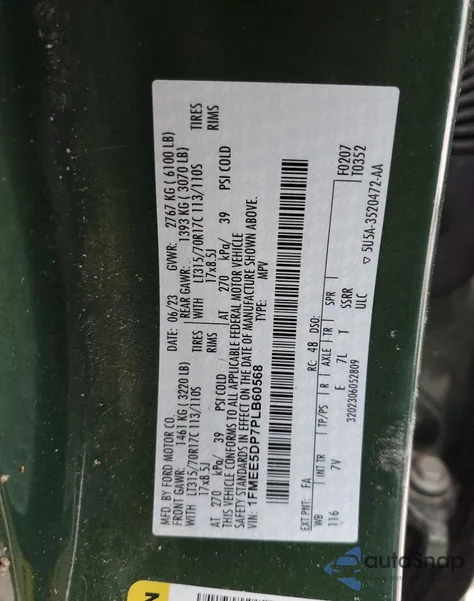 MFD. BY FORD MOTOR CO.
DATE: 06/23 GVWR: 2767 KG (6100 LB)
FRONT GAWR: 1461 KG (3220 LB) REAR GAWR: 1393 KG (3070 LB)
WITH LT315/70R17C 113/110S TIRES WITH LT315/70R17C 113/110S TIRES
17x8.5J RIMS 17x8.5J RIMS
AT 270 kPa/ 39 PSI COLD AT 270 kPa/ 39 PSI COLD
THIS VEHICLE CONFORMS TO ALL APPLICABLE FEDERAL MOTOR VEHICLE
STANDARDS IN EFFECT ON THE DATE OF MANUFACTURE SHOWN ABOVE.
VIN: 1FMEE5DP7PLB60568 TYPE: MPV
F0207
T0352
EXT PNT: FA RC: 48 DSO:
WB INT TR TP/PS R AXLE TR SPR
116 7V E 7L T SSRR
3202306052809 ULC
5U5A-3520472-AA
N
autoSnap